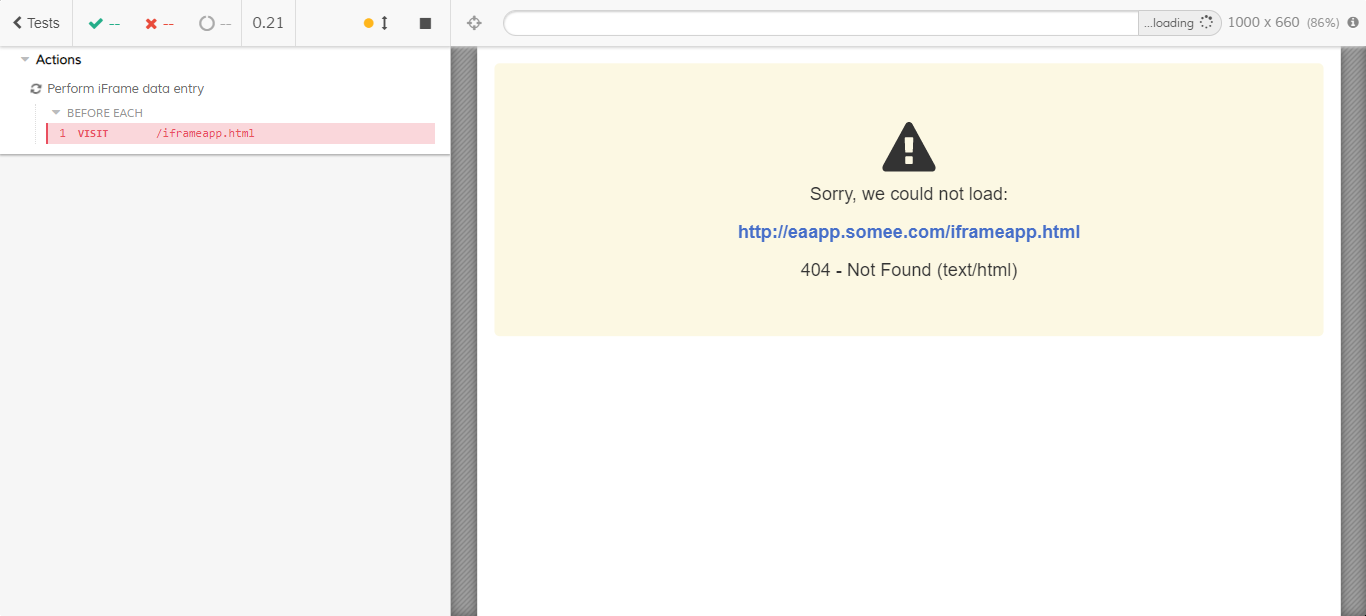 Tests -- -- -- 0.21 ...loading 1000 x 660 (86%)
Actions
Perform iFrame data entry
BEFORE EACH
1 VISIT /iframeapp.html
Sorry, we could not load:
http://eaapp.somee.com/iframeapp.html
404 - Not Found (text/html)